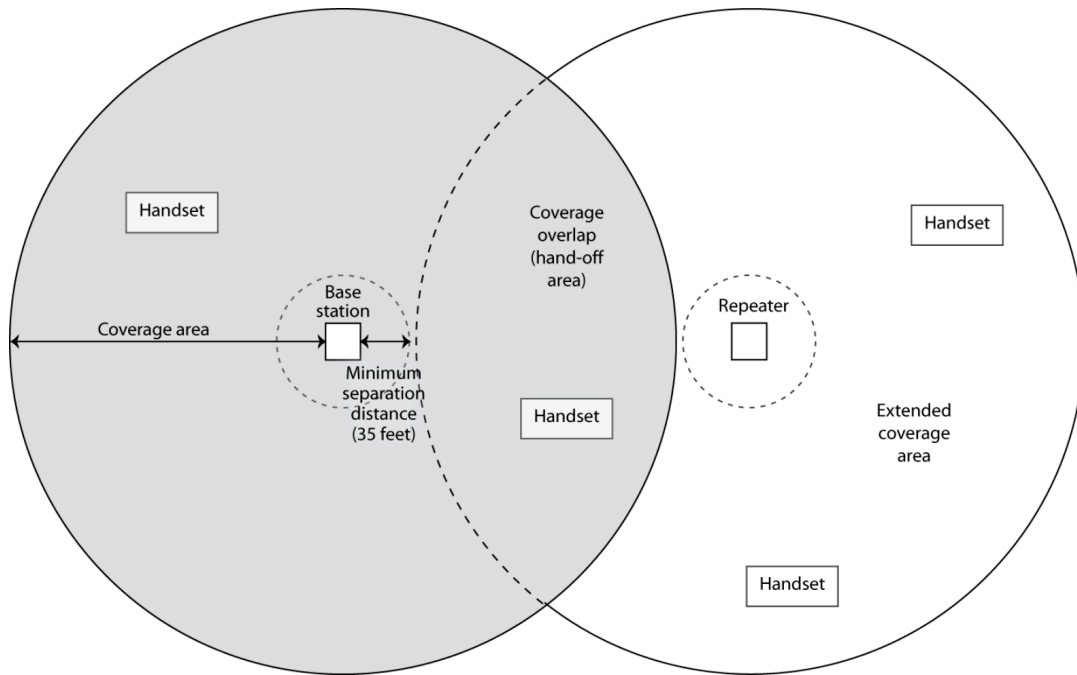 Handset
Coverage area
Base
station
Minimum
separation
distance
(35 feet)
Coverage
overlap
(hand-off
area)
Handset
Repeater
Handset
Extended
coverage
area
Handset